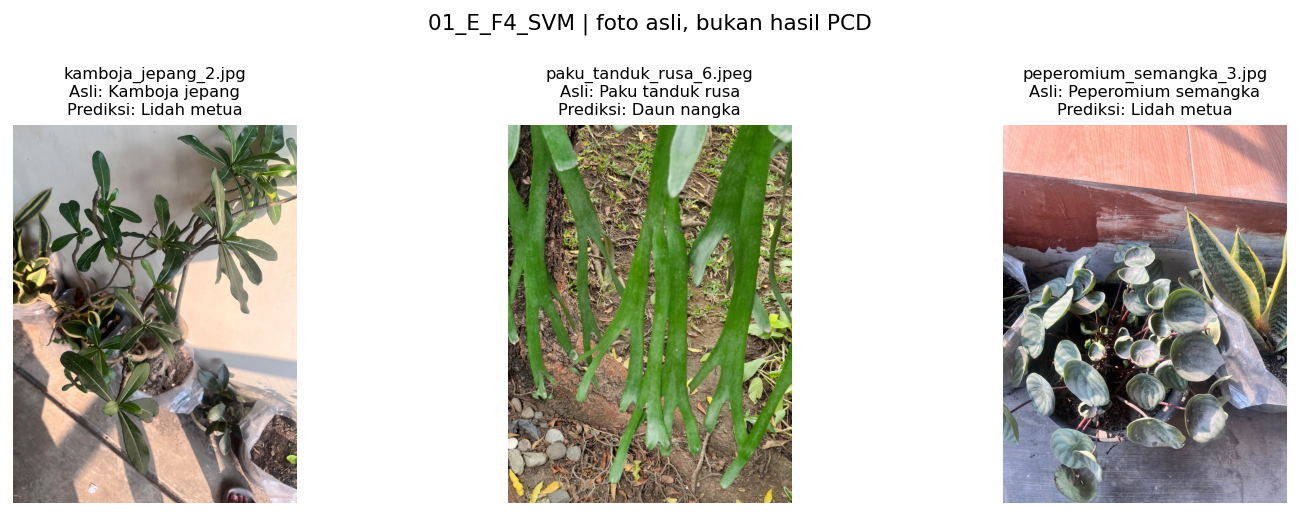 01_E_F4_SVM | foto asli, bukan hasil PCD
kamboja_jepang_2.jpg
Asli: Kamboja jepang
Prediksi: Lidah metua
paku_tanduk_rusa_6.jpeg
Asli: Paku tanduk rusa
Prediksi: Daun nangka
peperomium_semangka_3.jpg
Asli: Peperomium semangka
Prediksi: Lidah metua